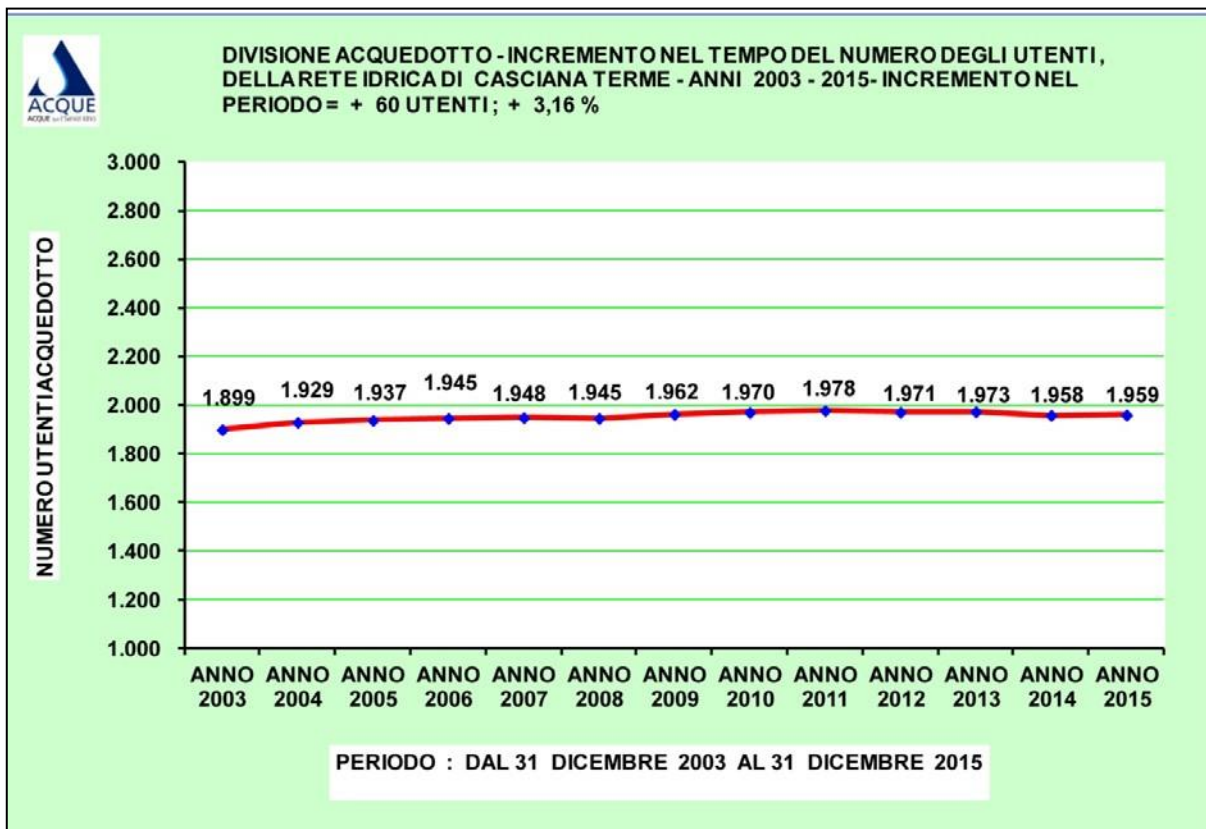 DIVISIONE ACQUEDOTTO - INCREMENTO NEL TEMPO DEL NUMERO DEGLI UTENTI,
DELLA RETE IDRICA DI CASCIANA TERME - ANNI 2003 - 2015- INCREMENTO NEL
PERIODO = + 60 UTENTI ; + 3,16 %
ACQUE
NUMERO UTENTI ACQUEDOTTO
3.000
2.800
2.600
2.400
2.200
2.000
1.800
1.600
1.400
1.200
1.000
1.899 1.929 1.937 1.945 1.948 1.945 1.962 1.970 1.978 1.971 1.973 1.958 1.959
ANNO ANNO ANNO ANNO ANNO ANNO ANNO ANNO ANNO ANNO ANNO ANNO ANNO
2003 2004 2005 2006 2007 2008 2009 2010 2011 2012 2013 2014 2015
PERIODO : DAL 31 DICEMBRE 2003 AL 31 DICEMBRE 2015